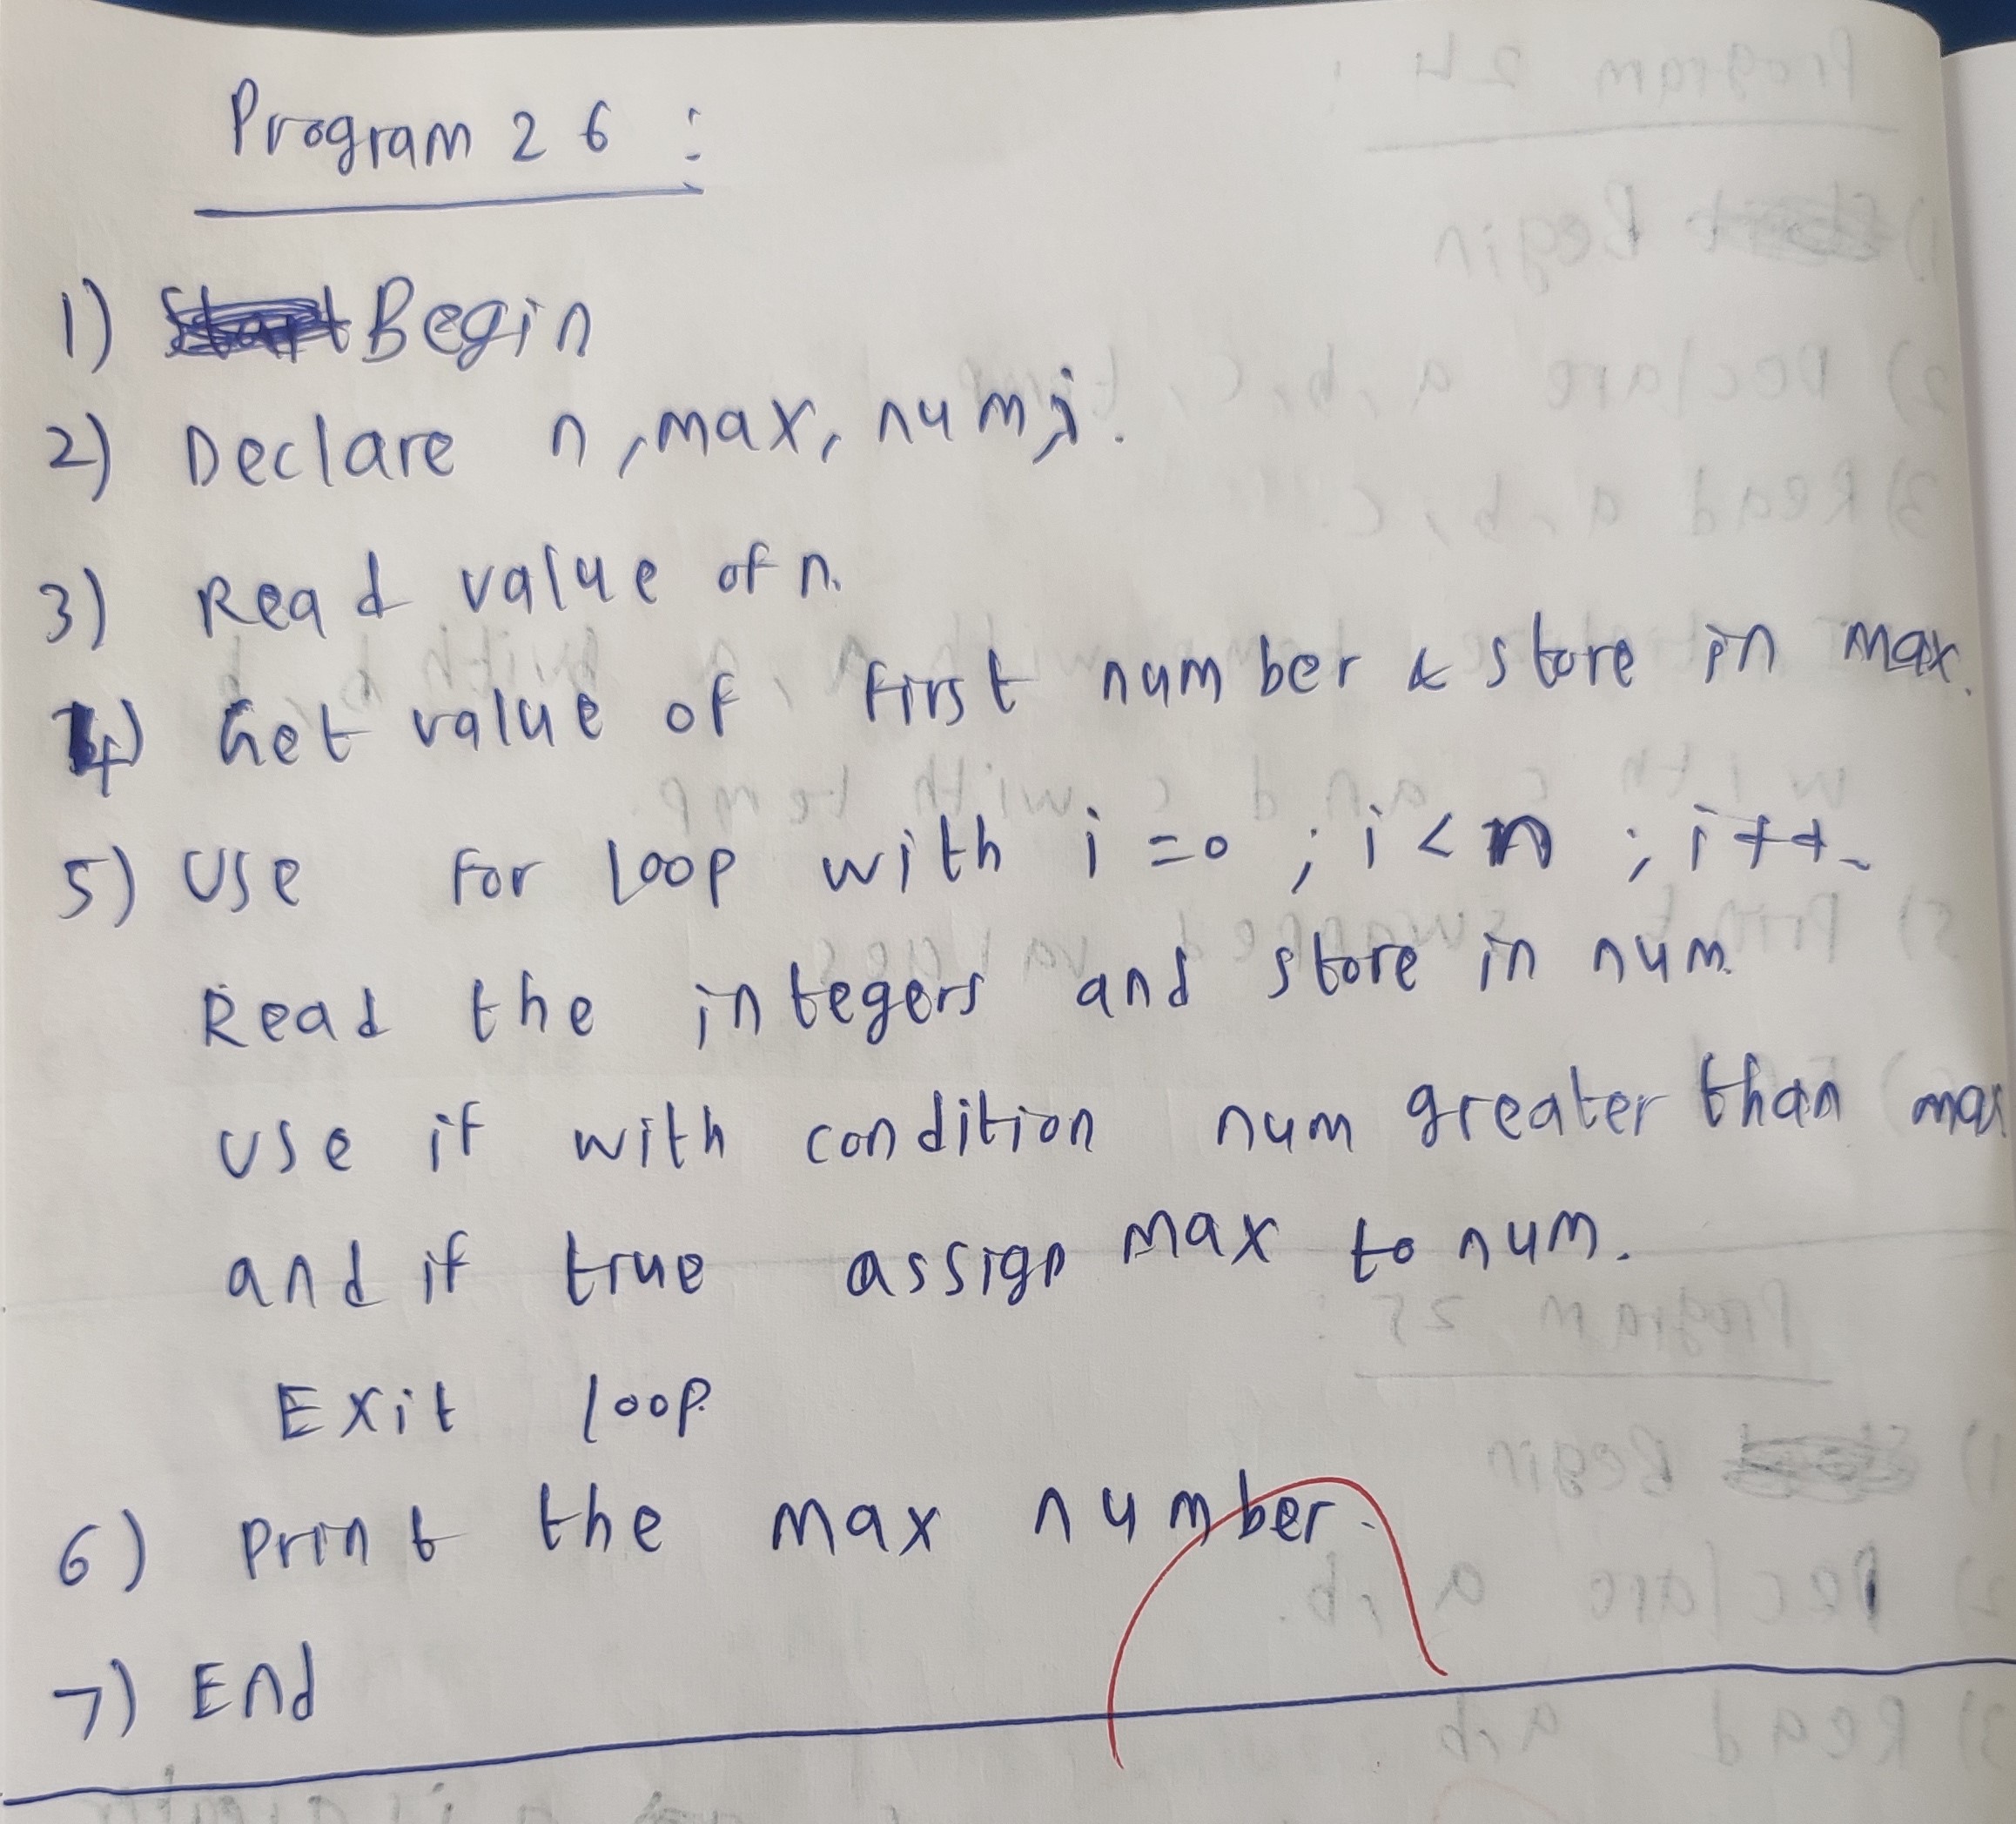 Program 26 :
1) Begin
2) Declare n, max, num, i.
3) Read value of n.
4) Get value of first number & store in max.
5) Use for loop with i = 0 ; i < n ; i++.
Read the integers and store in num.
Use if with condition num greater than max
and if true assign max to num.
Exit loop.
6) Print the max number.
7) End